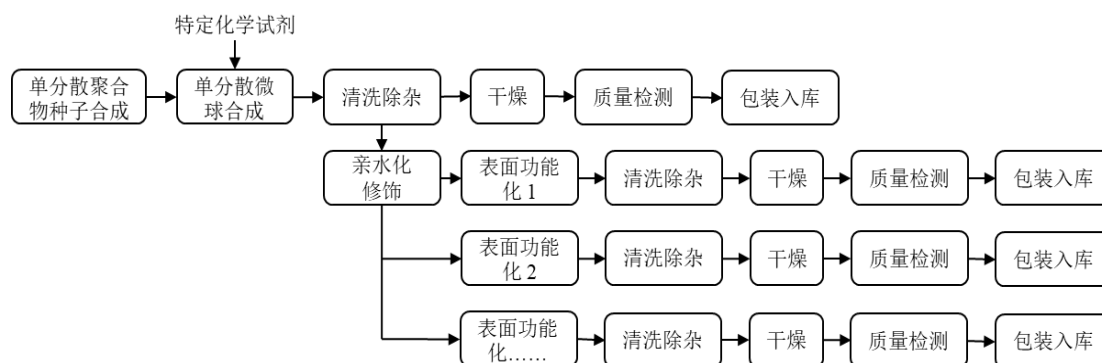 特定化学试剂
单分散聚合
物种子合成
单分散微
球合成
清洗除杂
干燥
质量检测
包装入库
亲水化
修饰
表面功能
化1
清洗除杂
干燥
质量检测
包装入库
表面功能
化2
清洗除杂
干燥
质量检测
包装入库
表面功能
化……
清洗除杂
干燥
质量检测
包装入库